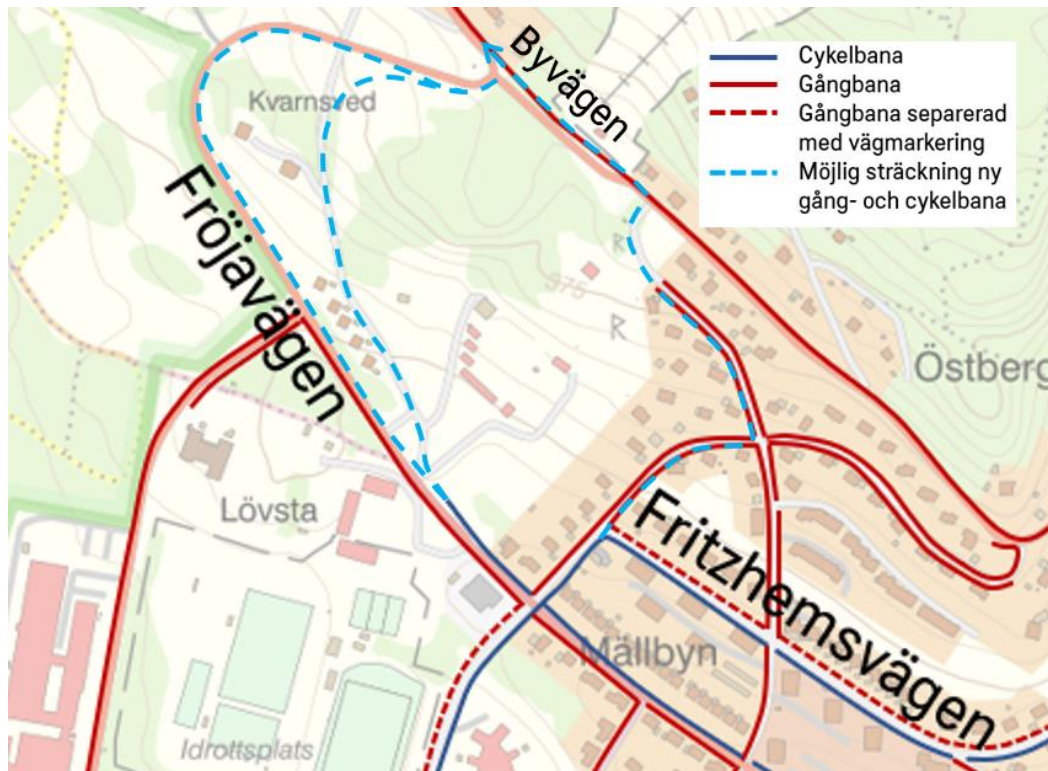 Byvägen
Cykelbana
Gångbana
Gångbana separerad
med vägmarkering
Möjlig sträckning ny
gång- och cykelbana
Kvarnsved
Fröjavägen
R
R
Östberg
Lövsta
Fritzhemsvägen
Mällbyn
Idrottsplats